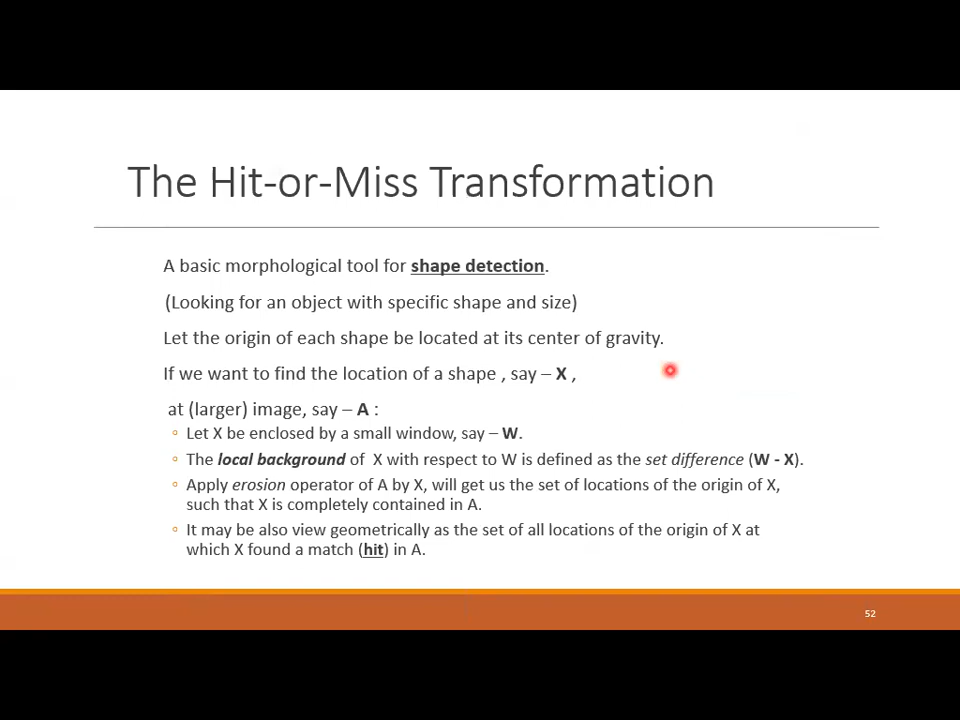 The Hit-or-Miss Transformation
A basic morphological tool for shape detection.
(Looking for an object with specific shape and size)
Let the origin of each shape be located at its center of gravity.
If we want to find the location of a shape , say – X ,
at (larger) image, say – A :
◦ Let X be enclosed by a small window, say – W.
◦ The local background of X with respect to W is defined as the set difference (W - X).
◦ Apply erosion operator of A by X, will get us the set of locations of the origin of X,
such that X is completely contained in A.
◦ It may be also view geometrically as the set of all locations of the origin of X at
which X found a match (hit) in A.
52